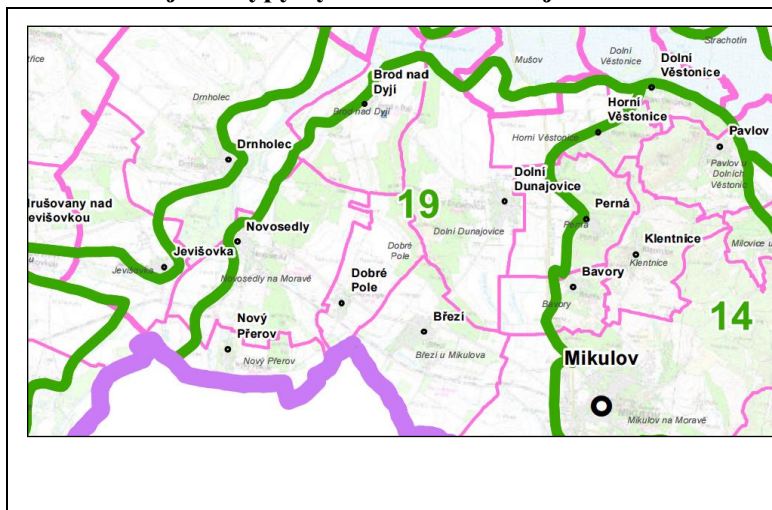 Strachotín
Dolní
Věstonice
Mušov
Dolní
Věstonice
Brod nad
Dyjí
Brod nad Dyjí
Drnholec
Horní
Věstonice
Horní Věstonice
Pavlov
Pavlov u
Dolních
Věstonic
Drnholec
Drnholec
Dolní
Dunajovice
Dolní Dunajovice
19
Perná
Perná
Novosedly
Novosedly na Moravě
Klentnice
Klentnice
Milovice u
Jevišovka
Jevišovka
Dobré
Pole
Dobré
Pole
Bavory
Bavory
14
Nový
Přerov
Nový Přerov
Březí
Březí u Mikulova
Mikulov
Mikulov na Moravě